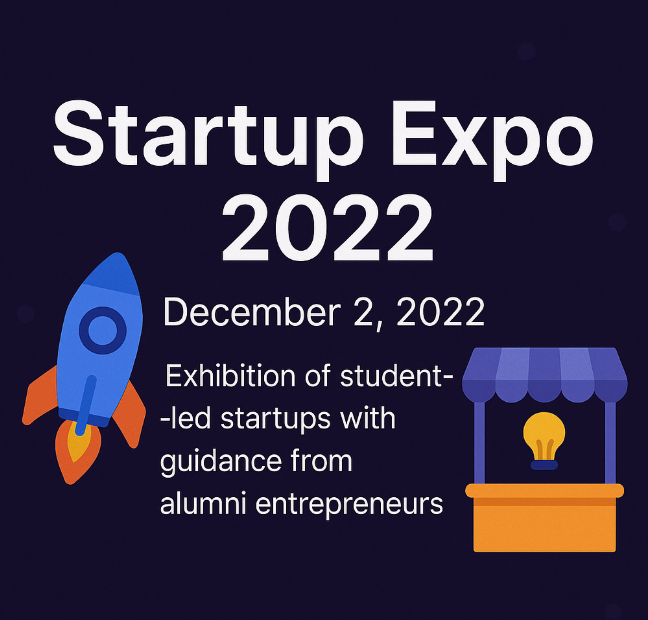 Startup Expo
2022
December 2, 2022
Exhibition of student-
-led startups with
guidance from
alumni entrepreneurs